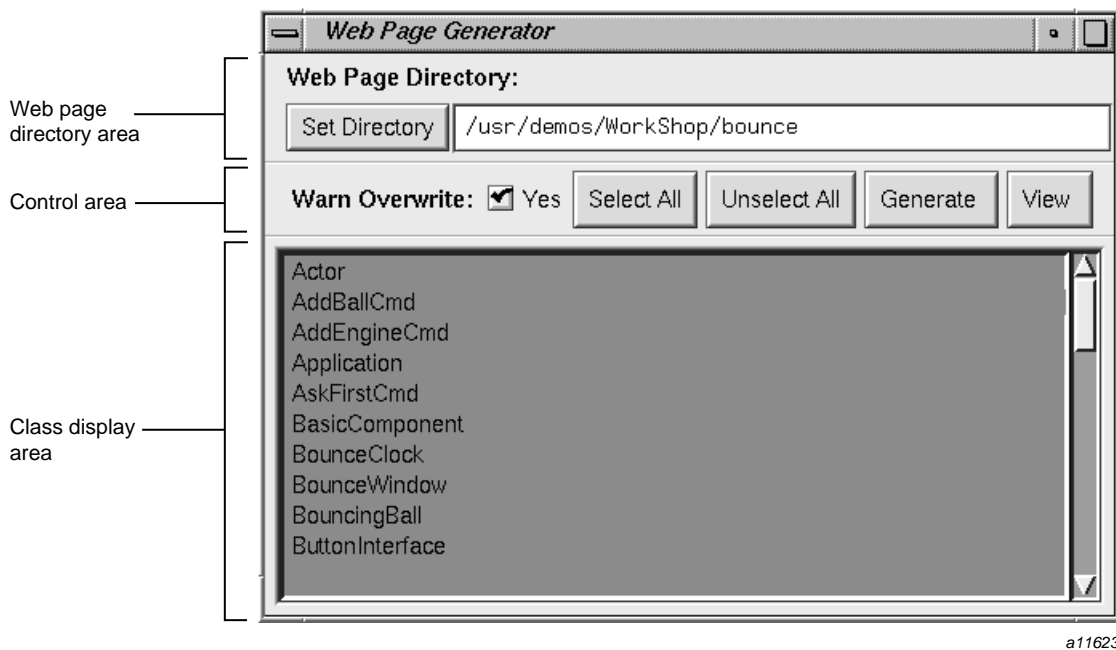 Web Page Generator
Web Page Directory:
Web page
directory area
Set Directory
/usr/demos/WorkShop/bounce
Control area
Warn Overwrite: Yes Select All Unselect All Generate View
Actor
AddBallCmd
AddEngineCmd
Application
AskFirstCmd
BasicComponent
BounceClock
BounceWindow
BouncingBall
ButtonInterface
Class display
area
a11623